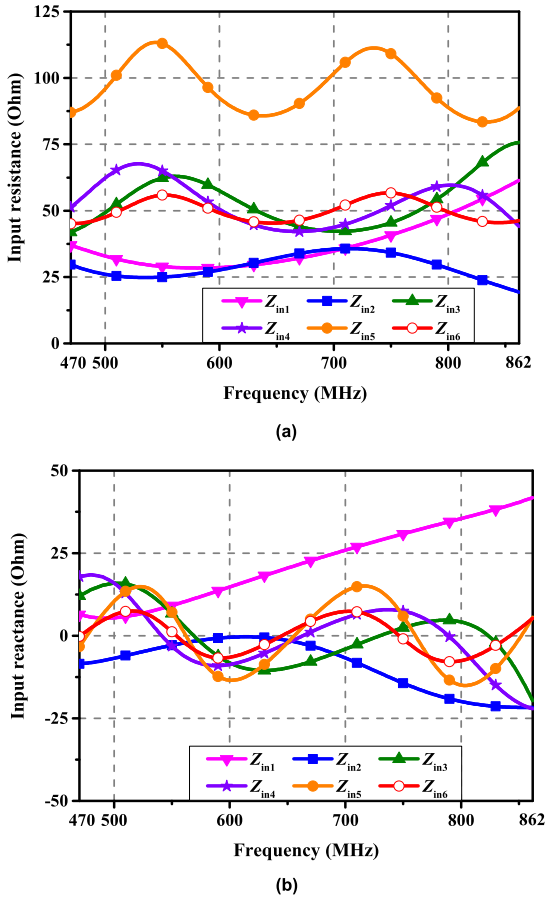 125
100
75
50
25
0
Input resistance (Ohm)
Zin1 Zin2 Zin3
Zin4 Zin5 Zin6
470 500 600 700 800 862
Frequency (MHz)
(a)
50
25
0
-25
-50
Input reactance (Ohm)
Zin1 Zin2 Zin3
Zin4 Zin5 Zin6
470 500 600 700 800 862
Frequency (MHz)
(b)